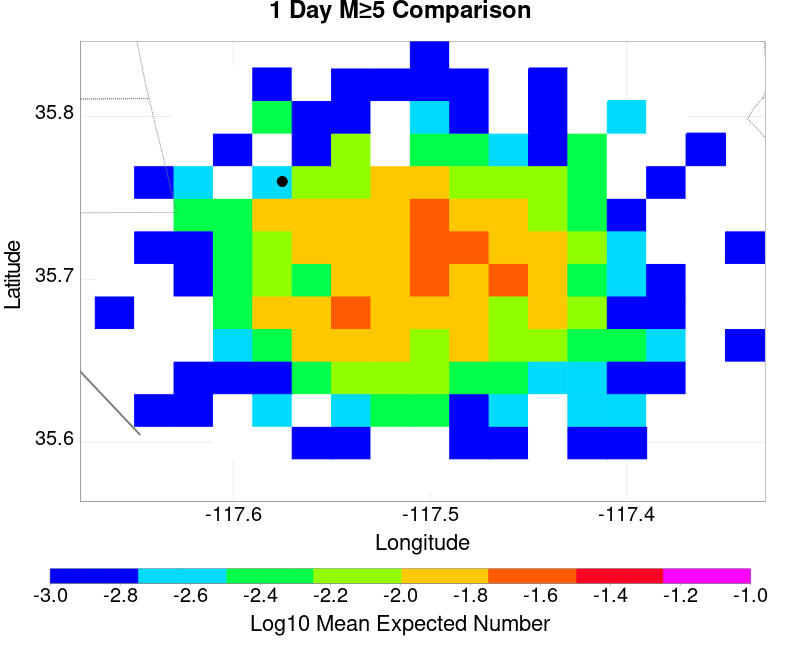 1 Day M≥5 Comparison
35.8
35.7
35.6
Latitude
-117.6 -117.5 -117.4
Longitude
-3.0 -2.8 -2.6 -2.4 -2.2 -2.0 -1.8 -1.6 -1.4 -1.2 -1.0
Log10 Mean Expected Number